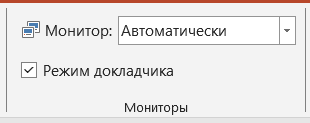 Монитор: Автоматически
Режим докладчика
Мониторы